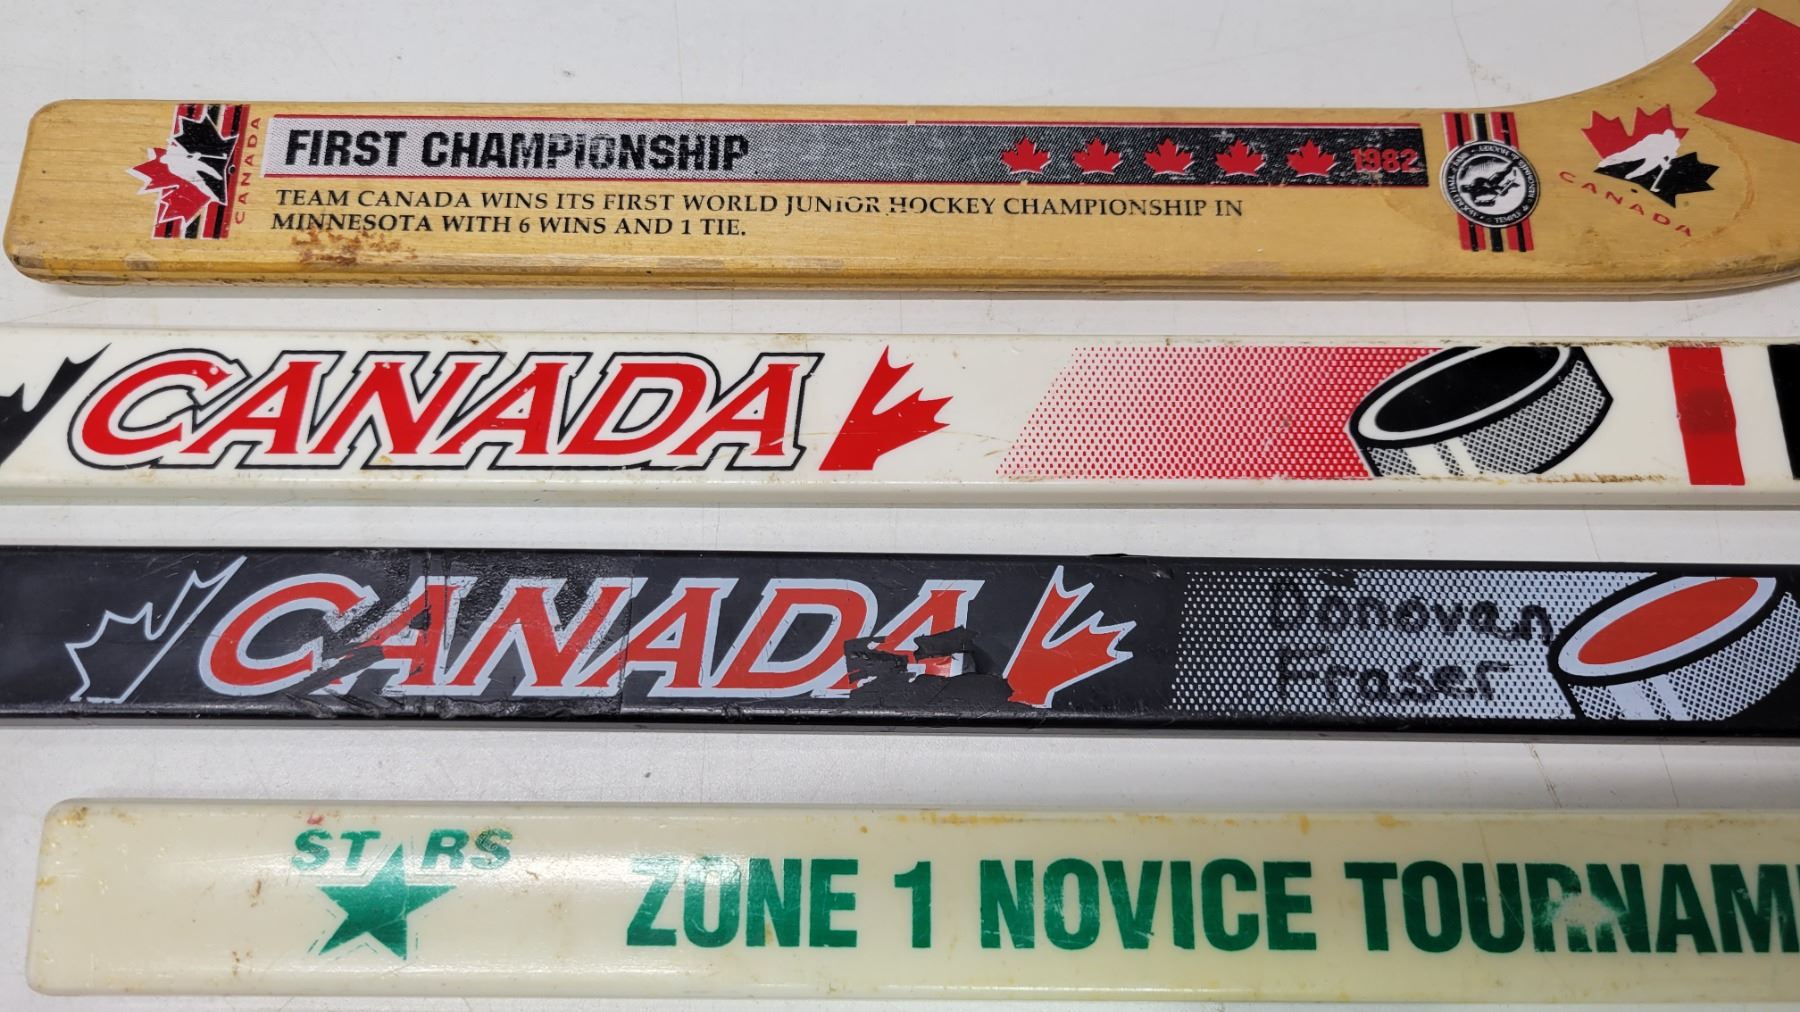 CANADA
FIRST CHAMPIONSHIP
1982
TEAM CANADA WINS ITS FIRST WORLD JUNIOR HOCKEY CHAMPIONSHIP IN
MINNESOTA WITH 6 WINS AND 1 TIE.
CANADA
CANADA
CANADA
Donovan
Fraser
STARS
ZONE 1 NOVICE TOURNAM